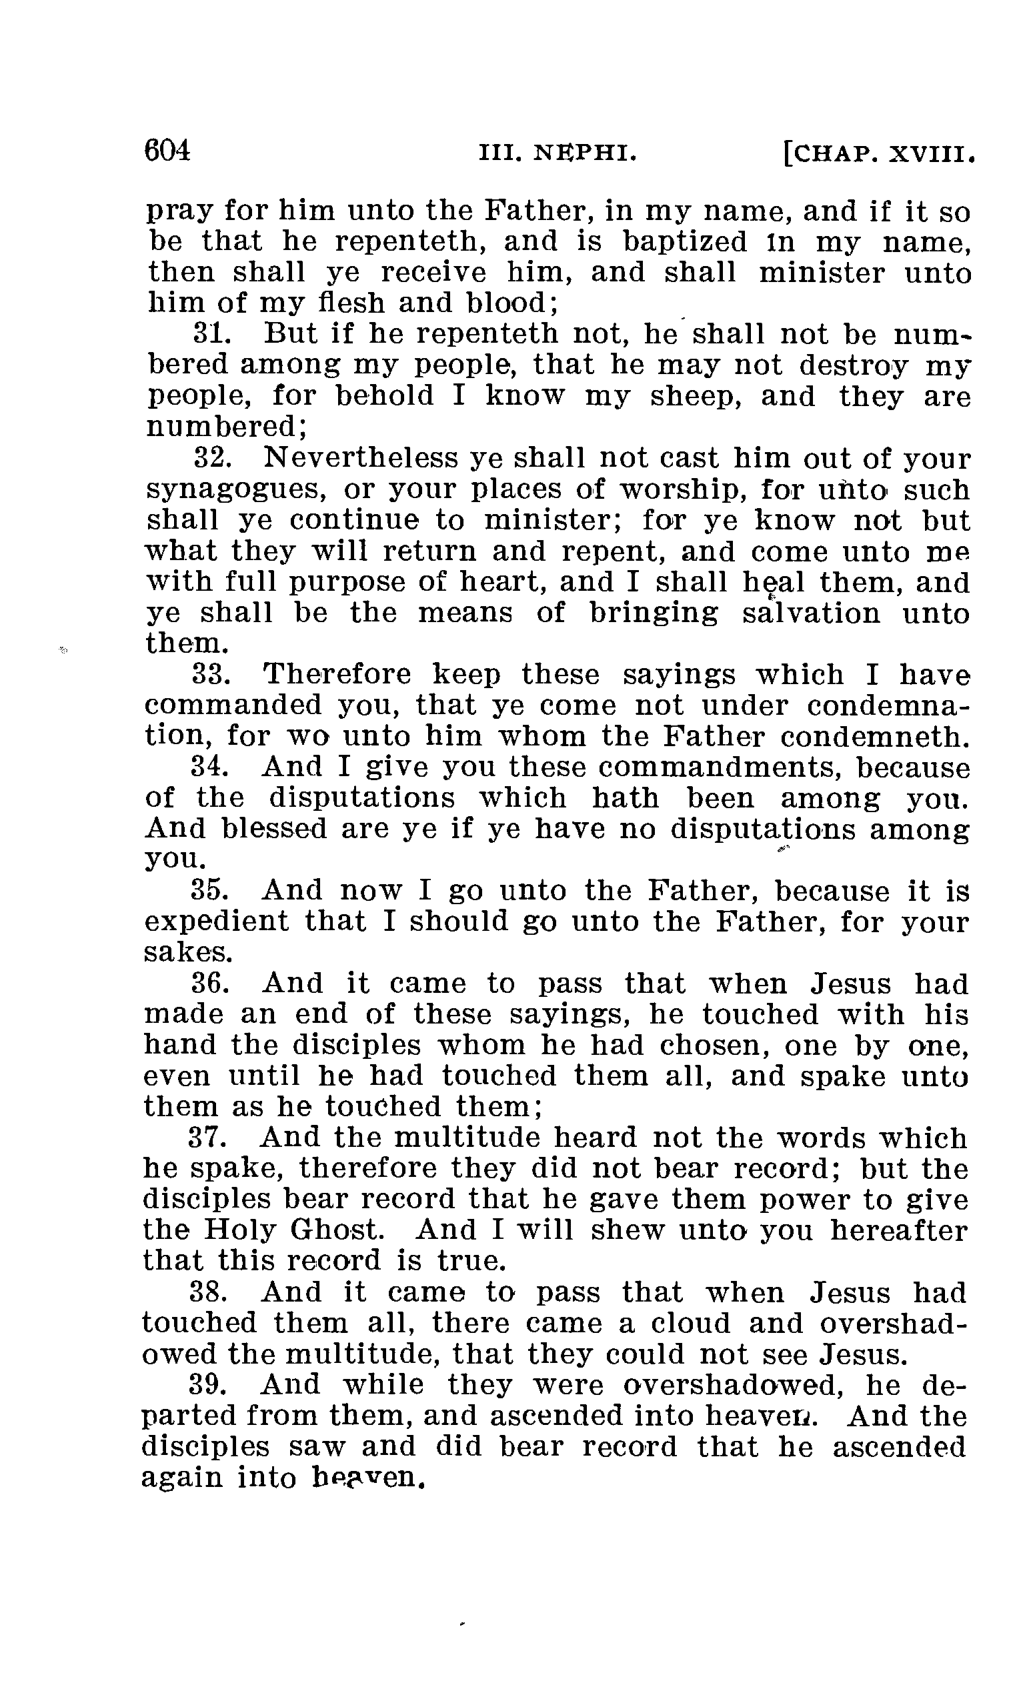 604 III. NEPHI. [CHAP. XVIII.
pray for him unto the Father, in my name, and if it so
be that he repenteth, and is baptized in my name,
then shall ye receive him, and shall minister unto
him of my flesh and blood;
31. But if he repenteth not, he shall not be num-
bered among my people, that he may not destroy my
people, for behold I know my sheep, and they are
numbered;
32. Nevertheless ye shall not cast him out of your
synagogues, or your places of worship, for unto such
shall ye continue to minister; for ye know not but
what they will return and repent, and come unto me
with full purpose of heart, and I shall heal them, and
ye shall be the means of bringing salvation unto
them.
33. Therefore keep these sayings which I have
commanded you, that ye come not under condemna-
tion, for wo unto him whom the Father condemneth.
34. And I give you these commandments, because
of the disputations which hath been among you.
And blessed are ye if ye have no disputations among
you.
35. And now I go unto the Father, because it is
expedient that I should go unto the Father, for your
sakes.
36. And it came to pass that when Jesus had
made an end of these sayings, he touched with his
hand the disciples whom he had chosen, one by one,
even until he had touched them all, and spake unto
them as he touched them;
37. And the multitude heard not the words which
he spake, therefore they did not bear record; but the
disciples bear record that he gave them power to give
the Holy Ghost. And I will shew unto you hereafter
that this record is true.
38. And it came to pass that when Jesus had
touched them all, there came a cloud and overshad-
owed the multitude, that they could not see Jesus.
39. And while they were overshadowed, he de-
parted from them, and ascended into heaven. And the
disciples saw and did bear record that he ascended
again into heaven.